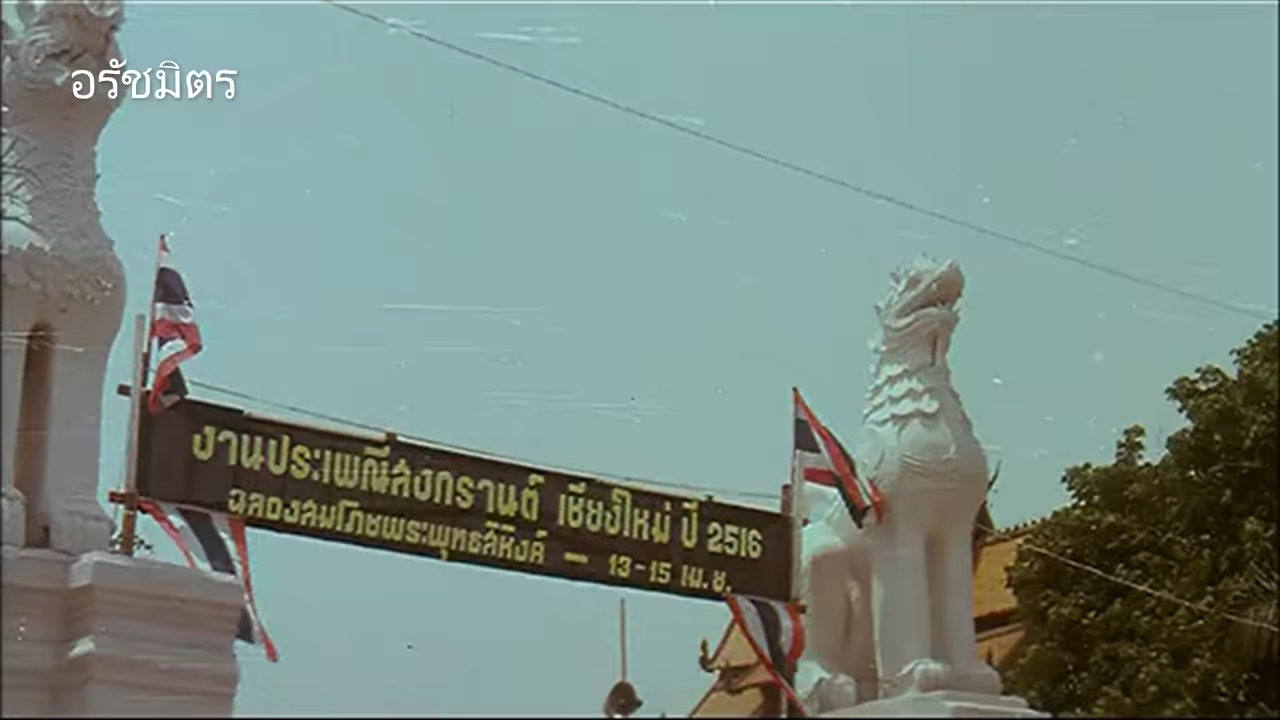 อรัชมิตร
งานประเพณีสงกรานต์ เชียงใหม่ ปี 2516
ฉลองสมโภชพระพุทธสิหิงค์ — 13-15 เม.ย.